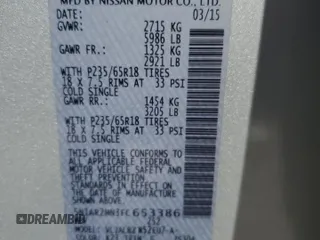 MFD BY NISSAN MOTOR CO., LTD.
DATE: 03/15
GVWR: 2715 KG
5986 LB
GAWR FR.: 1325 KG
2921 LB
WITH P235/65R18 TIRES
18 X 7.5 RIMS AT 33 PSI
COLD SINGLE
GAWR RR.: 1454 KG
3205 LB
WITH P235/65R18 TIRES
18 X 7.5 RIMS AT 33 PSI
COLD SINGLE
THIS VEHICLE CONFORMS TO ALL
APPLICABLE FEDERAL MOTOR
VEHICLE SAFETY AND THEFT
PREVENTION STANDARDS IN
EFFECT ON THE DATE OF
MANUFACTURE SHOWN ABOVE.
653386
MPV
MODEL:
COLOR:
DREAMBID